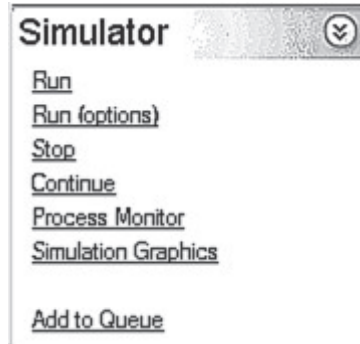 Simulator
Run
Run (options)
Stop
Continue
Process Monitor
Simulation Graphics
Add to Queue